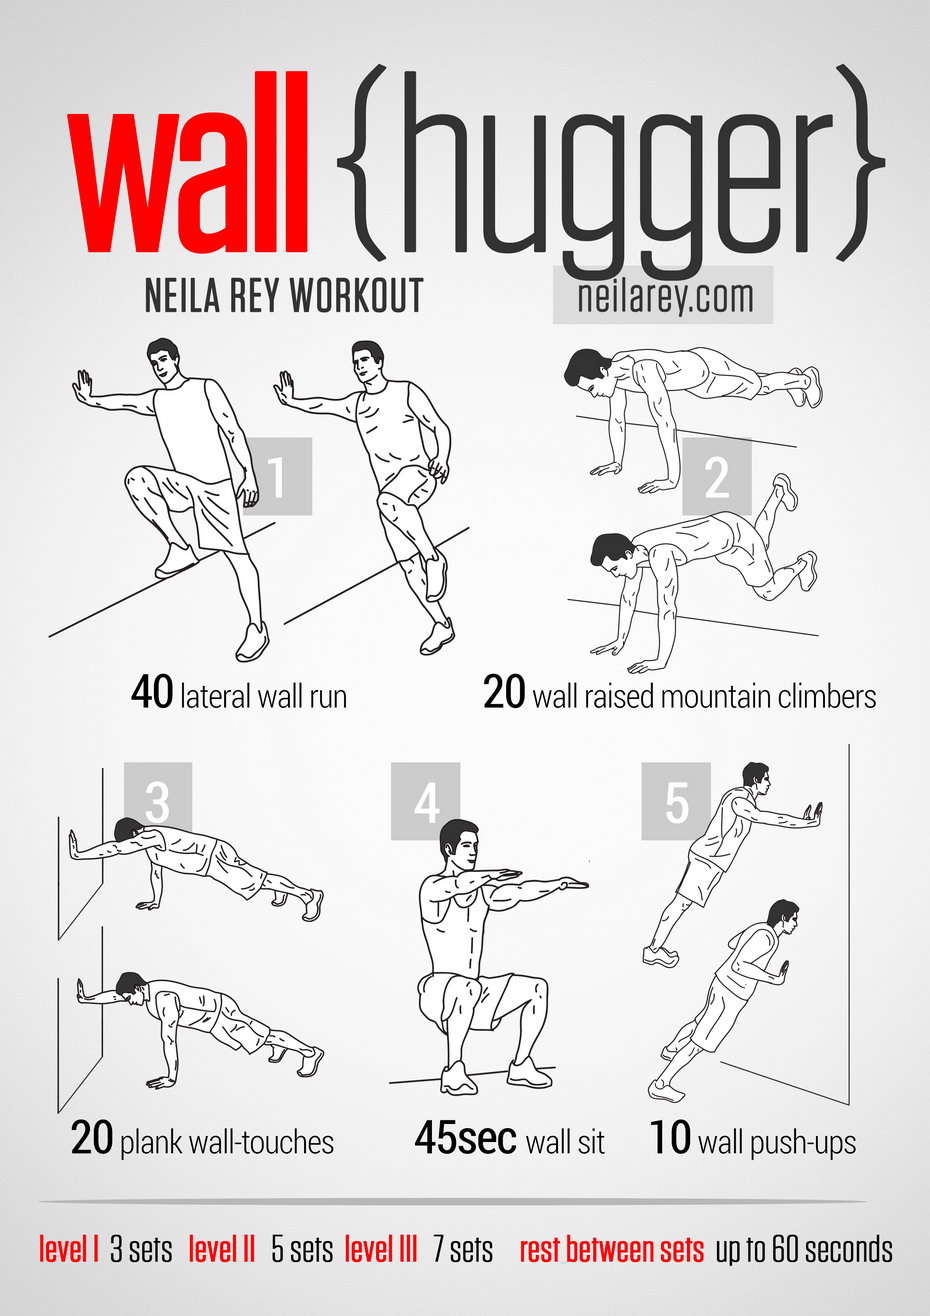 wall {hugger}
NEILA REY WORKOUT
neilarey.com
1
40 lateral wall run
2
20 wall raised mountain climbers
3
20 plank wall-touches
4
45sec wall sit
5
10 wall push-ups
level I 3 sets level II 5 sets level III 7 sets rest between sets up to 60 seconds